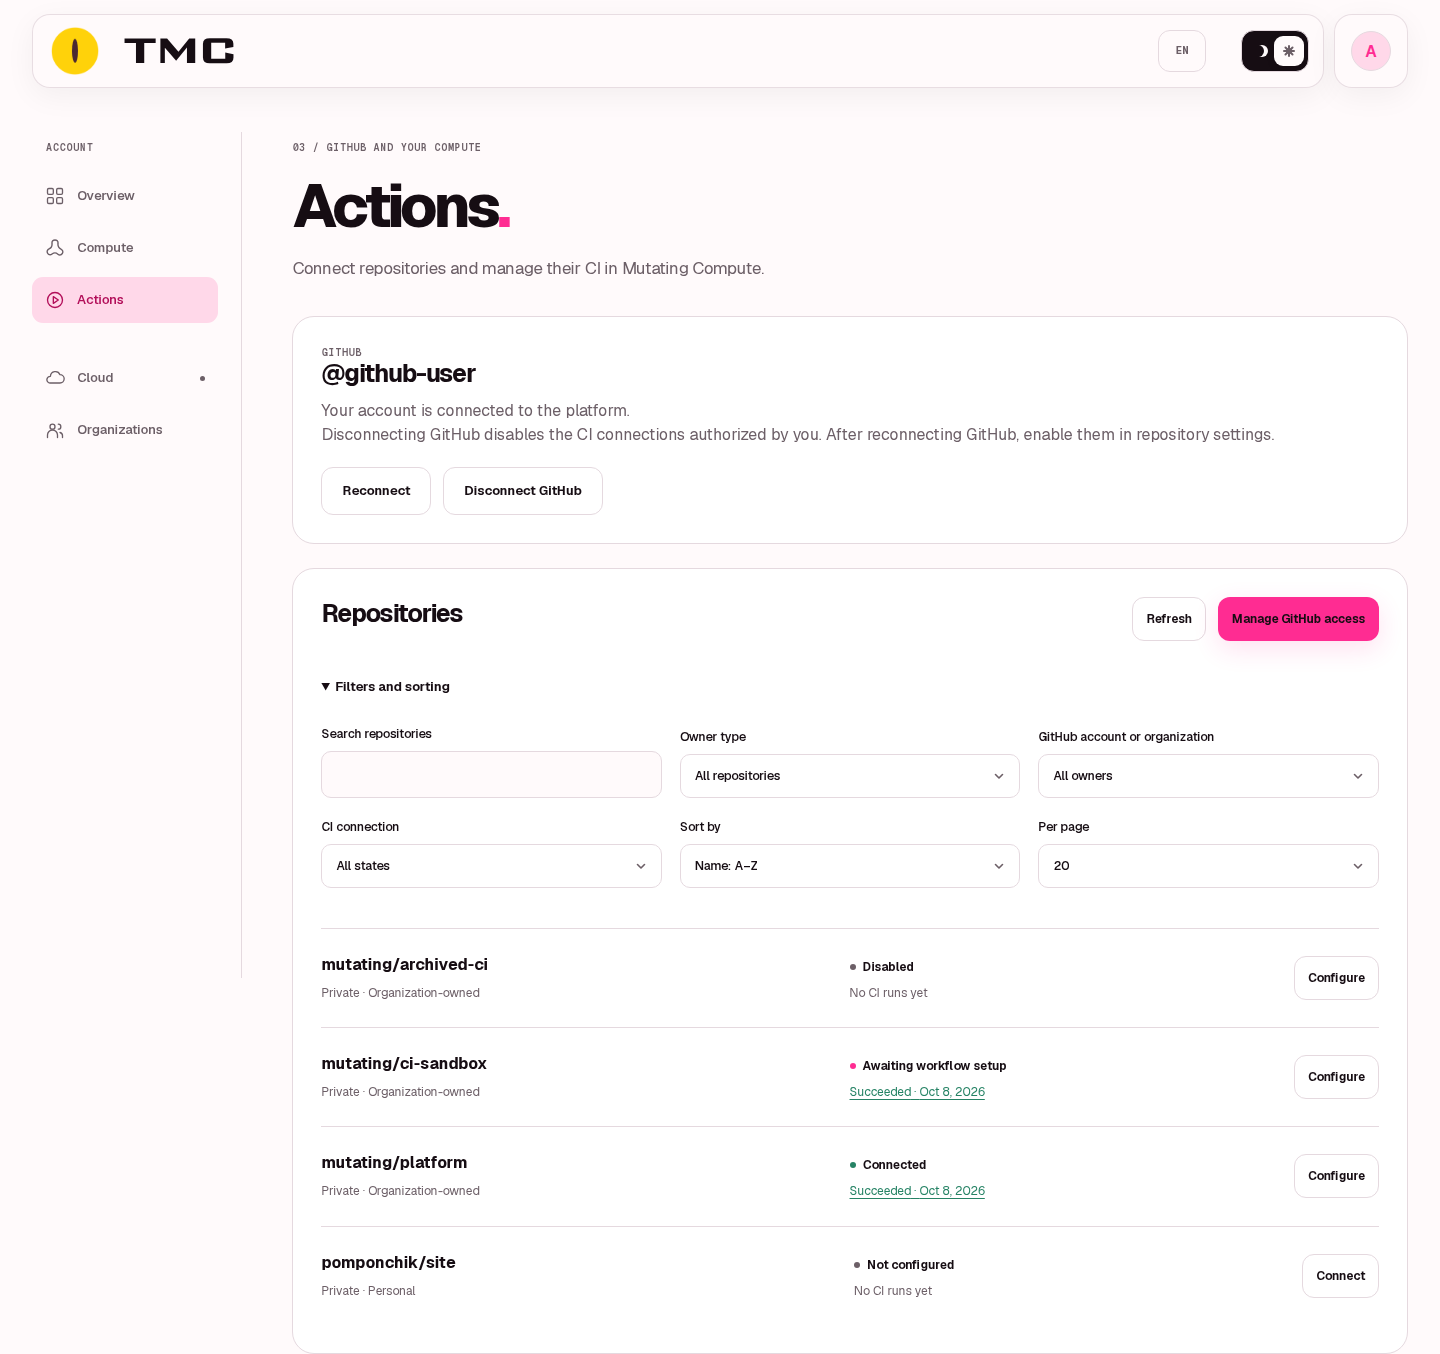 TMC
EN
A
ACCOUNT
Overview
Compute
Actions
Cloud
Organizations
03 / GITHUB AND YOUR COMPUTE
Actions.
Connect repositories and manage their CI in Mutating Compute.
GITHUB
@github-user
Your account is connected to the platform.
Disconnecting GitHub disables the CI connections authorized by you. After reconnecting GitHub, enable them in repository settings.
Reconnect
Disconnect GitHub
Repositories
Refresh
Manage GitHub access
Filters and sorting
Search repositories
Owner type
GitHub account or organization
All repositories
All owners
CI connection
Sort by
Per page
All states
Name: A–Z
20
mutating/archived-ci
Private · Organization-owned
Disabled
No CI runs yet
Configure
mutating/ci-sandbox
Private · Organization-owned
Awaiting workflow setup
Succeeded · Oct 8, 2026
Configure
mutating/platform
Private · Organization-owned
Connected
Succeeded · Oct 8, 2026
Configure
pomponchik/site
Private · Personal
Not configured
No CI runs yet
Connect